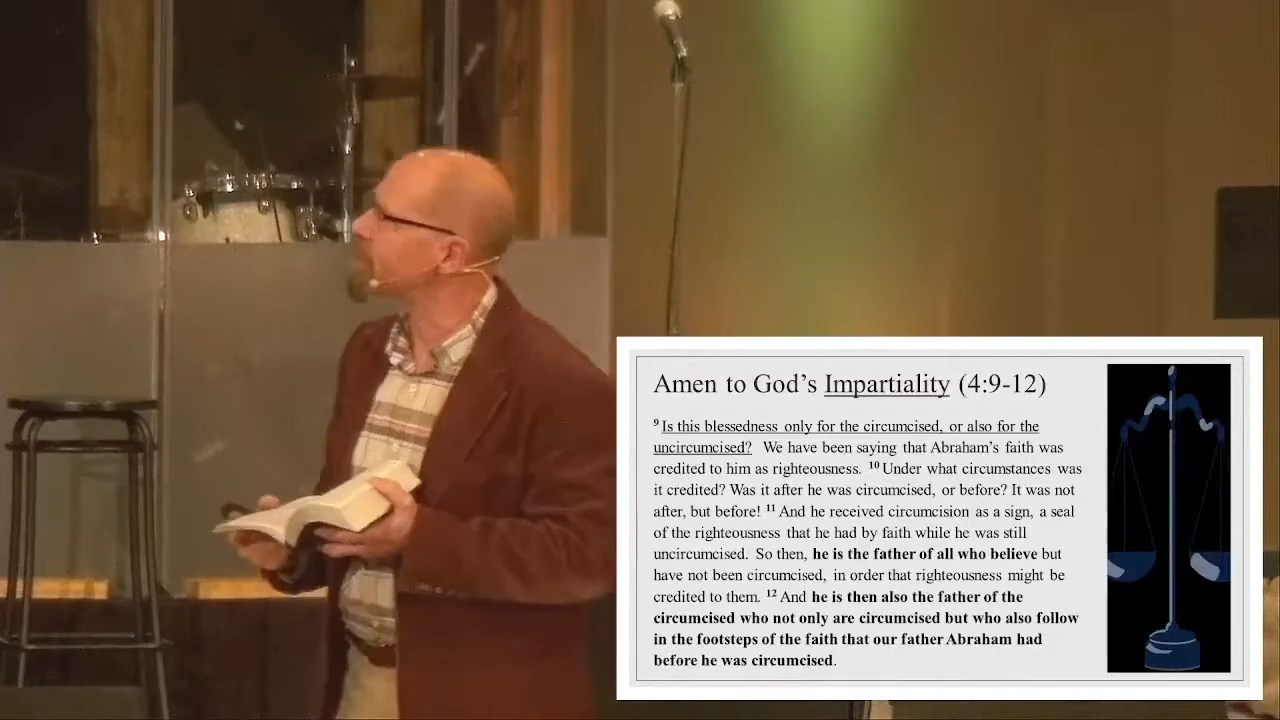 Amen to God’s Impartiality (4:9-12)
9 Is this blessedness only for the circumcised, or also for the
uncircumcised? We have been saying that Abraham’s faith was
credited to him as righteousness. 10 Under what circumstances was
it credited? Was it after he was circumcised, or before? It was not
after, but before! 11 And he received circumcision as a sign, a seal
of the righteousness that he had by faith while he was still
uncircumcised. So then, he is the father of all who believe but
have not been circumcised, in order that righteousness might be
credited to them. 12 And he is then also the father of the
circumcised who not only are circumcised but who also follow
in the footsteps of the faith that our father Abraham had
before he was circumcised.